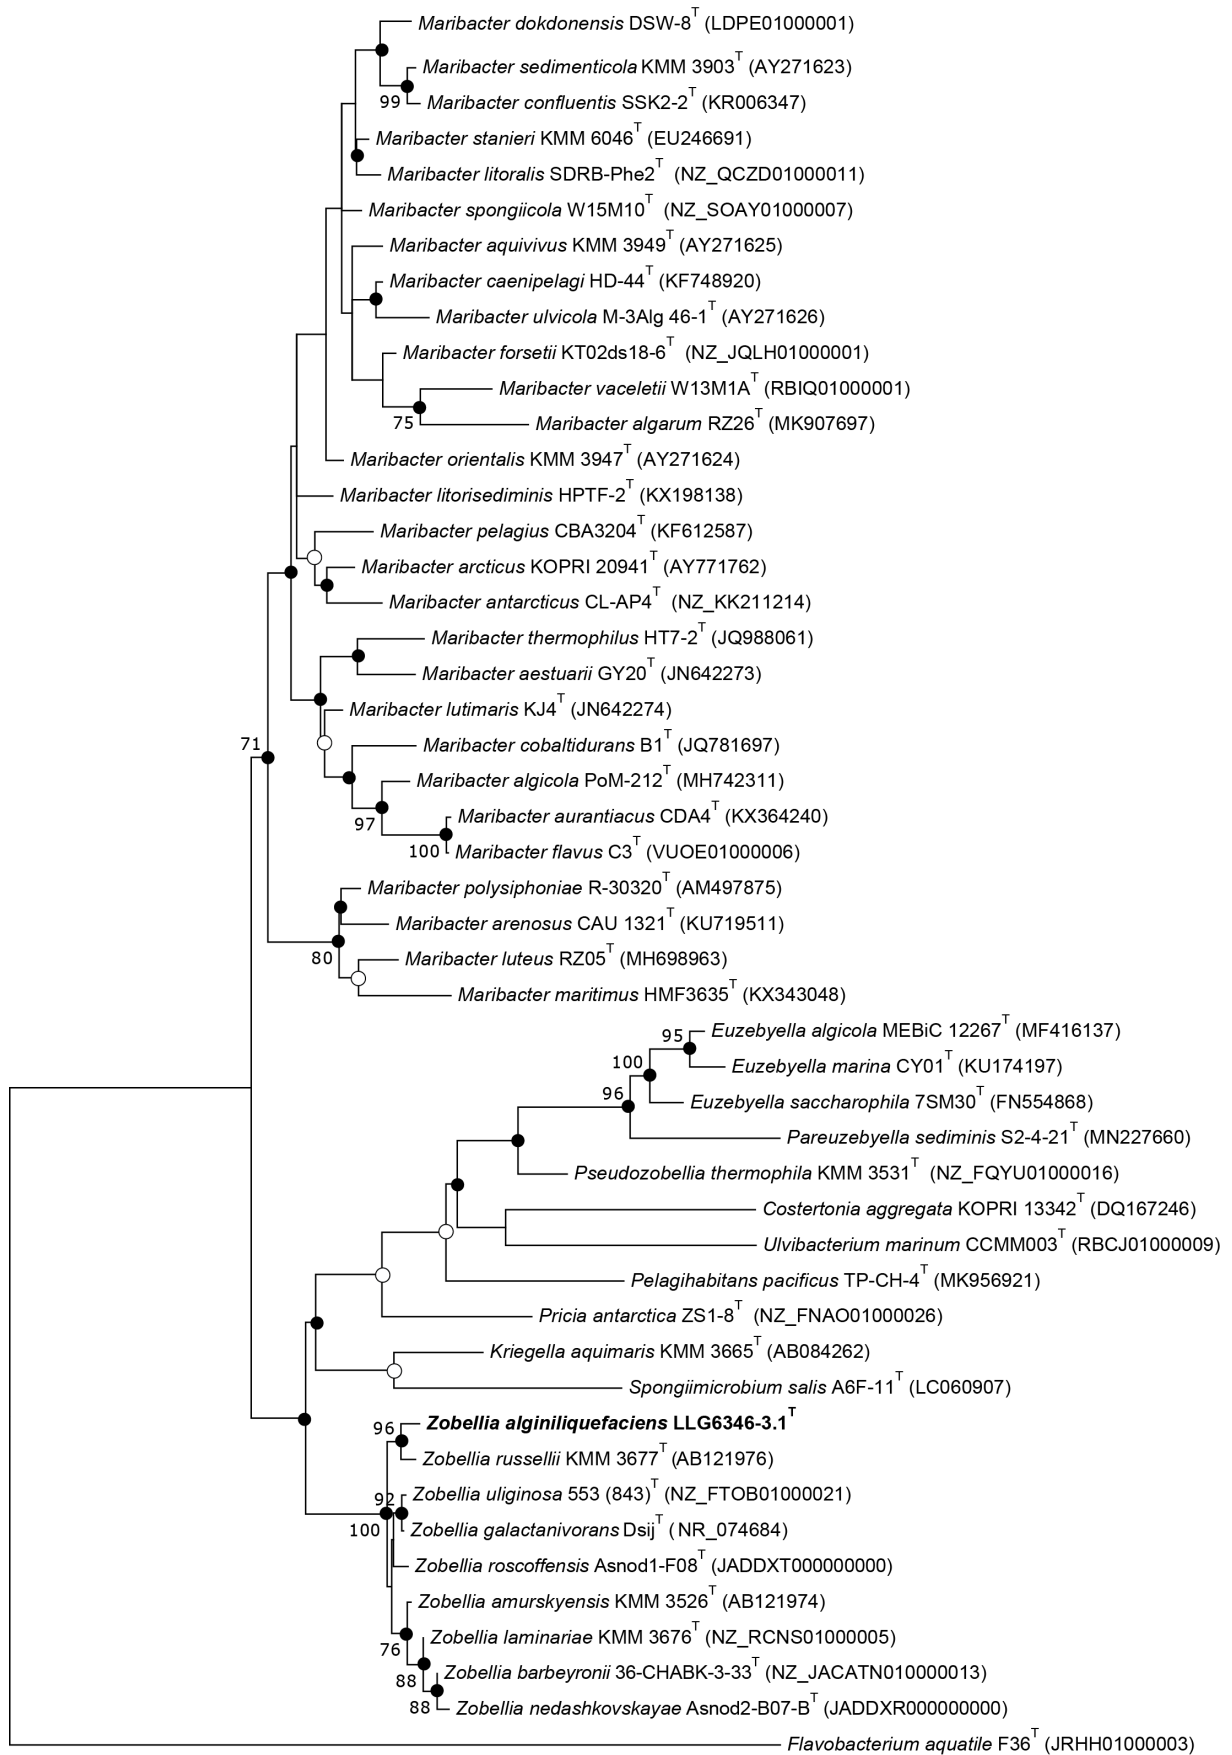 Maribacter dokdonensis DSW-8T (LDPE01000001)
Maribacter sedimenticola KMM 3903T (AY271623)
99 Maribacter confluentis SSK2-2T (KR006347)
Maribacter stanieri KMM 6046T (EU246691)
Maribacter litoralis SDRB-Phe2T (NZ_QCZD01000011)
Maribacter spongiicola W15M10T (NZ_SOAY01000007)
Maribacter aquivivus KMM 3949T (AY271625)
Maribacter caenipelagi HD-44T (KF748920)
Maribacter ulvicola M-3Alg 46-1T (AY271626)
Maribacter forsetii KT02ds18-6T (NZ_JQLH01000001)
Maribacter vaceletii W13M1AT (RBIQ01000001)
75 Maribacter algarum RZ26T (MK907697)
Maribacter orientalis KMM 3947T (AY271624)
Maribacter litorisediminis HPTF-2T (KX198138)
Maribacter pelagius CBA3204T (KF612587)
Maribacter arcticus KOPRI 20941T (AY771762)
Maribacter antarcticus CL-AP4T (NZ_KK211214)
Maribacter thermophilus HT7-2T (JQ988061)
Maribacter aestuarii GY20T (JN642273)
Maribacter lutimaris KJ4T (JN642274)
71 Maribacter cobaltidurans B1T (JQ781697)
Maribacter algicola PoM-212T (MH742311)
97 Maribacter aurantiacus CDA4T (KX364240)
100 Maribacter flavus C3T (VUOE01000006)
Maribacter polysiphoniae R-30320T (AM497875)
Maribacter arenosus CAU 1321T (KU719511)
80 Maribacter luteus RZ05T (MH698963)
Maribacter maritimus HMF3635T (KX343048)
95 Euzebyella algicola MEBiC 12267T (MF416137)
100 Euzebyella marina CY01T (KU174197)
96 Euzebyella saccharophila 7SM30T (FN554868)
Pareuzebyella sediminis S2-4-21T (MN227660)
Pseudozobellia thermophila KMM 3531T (NZ_FQYU01000016)
Costertonia aggregata KOPRI 13342T (DQ167246)
Ulvibacterium marinum CCMM003T (RBCJ01000009)
Pelagihabitans pacificus TP-CH-4T (MK956921)
Pricia antarctica ZS1-8T (NZ_FNAO01000026)
Kriegella aquimaris KMM 3665T (AB084262)
Spongiimicrobium salis A6F-11T (LC060907)
96 Zobellia alginiliquefaciens LLG6346-3.1T
Zobellia russellii KMM 3677T (AB121976)
92 Zobellia uliginosa 553 (843)T (NZ_FTOB01000021)
100 Zobellia galactanivorans DsijT ( NR_074684)
Zobellia roscoffensis Asnod1-F08T (JADDXT000000000)
Zobellia amurskyensis KMM 3526T (AB121974)
76 Zobellia laminariae KMM 3676T (NZ_RCNS01000005)
88 Zobellia barbeyronii 36-CHABK-3-33T (NZ_JACATN010000013)
88 Zobellia nedashkovskayae Asnod2-B07-BT (JADDXR000000000)
Flavobacterium aquatile F36T (JRHH01000003)